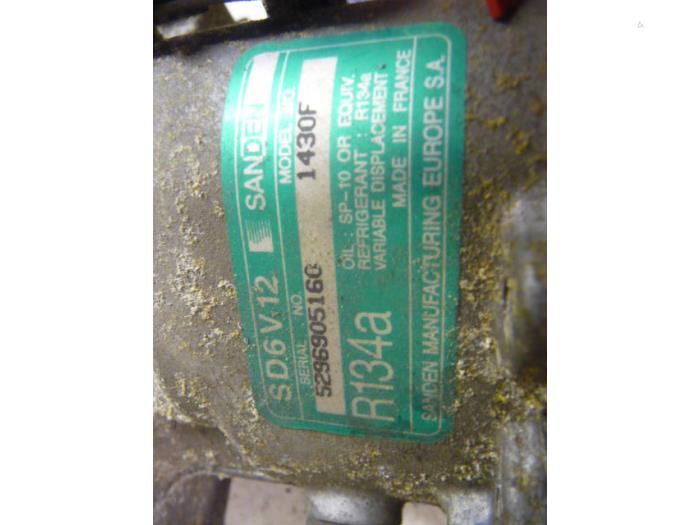 SD6V12 SANDEN
SERIAL NO. MODEL NO.
5296905160 1430F
R134a
OIL : SP-10 OR EQUIV.
REFRIGERANT : R134a
VARIABLE DISPLACEMENT
MADE IN FRANCE
SANDEN MANUFACTURING EUROPE S.A.